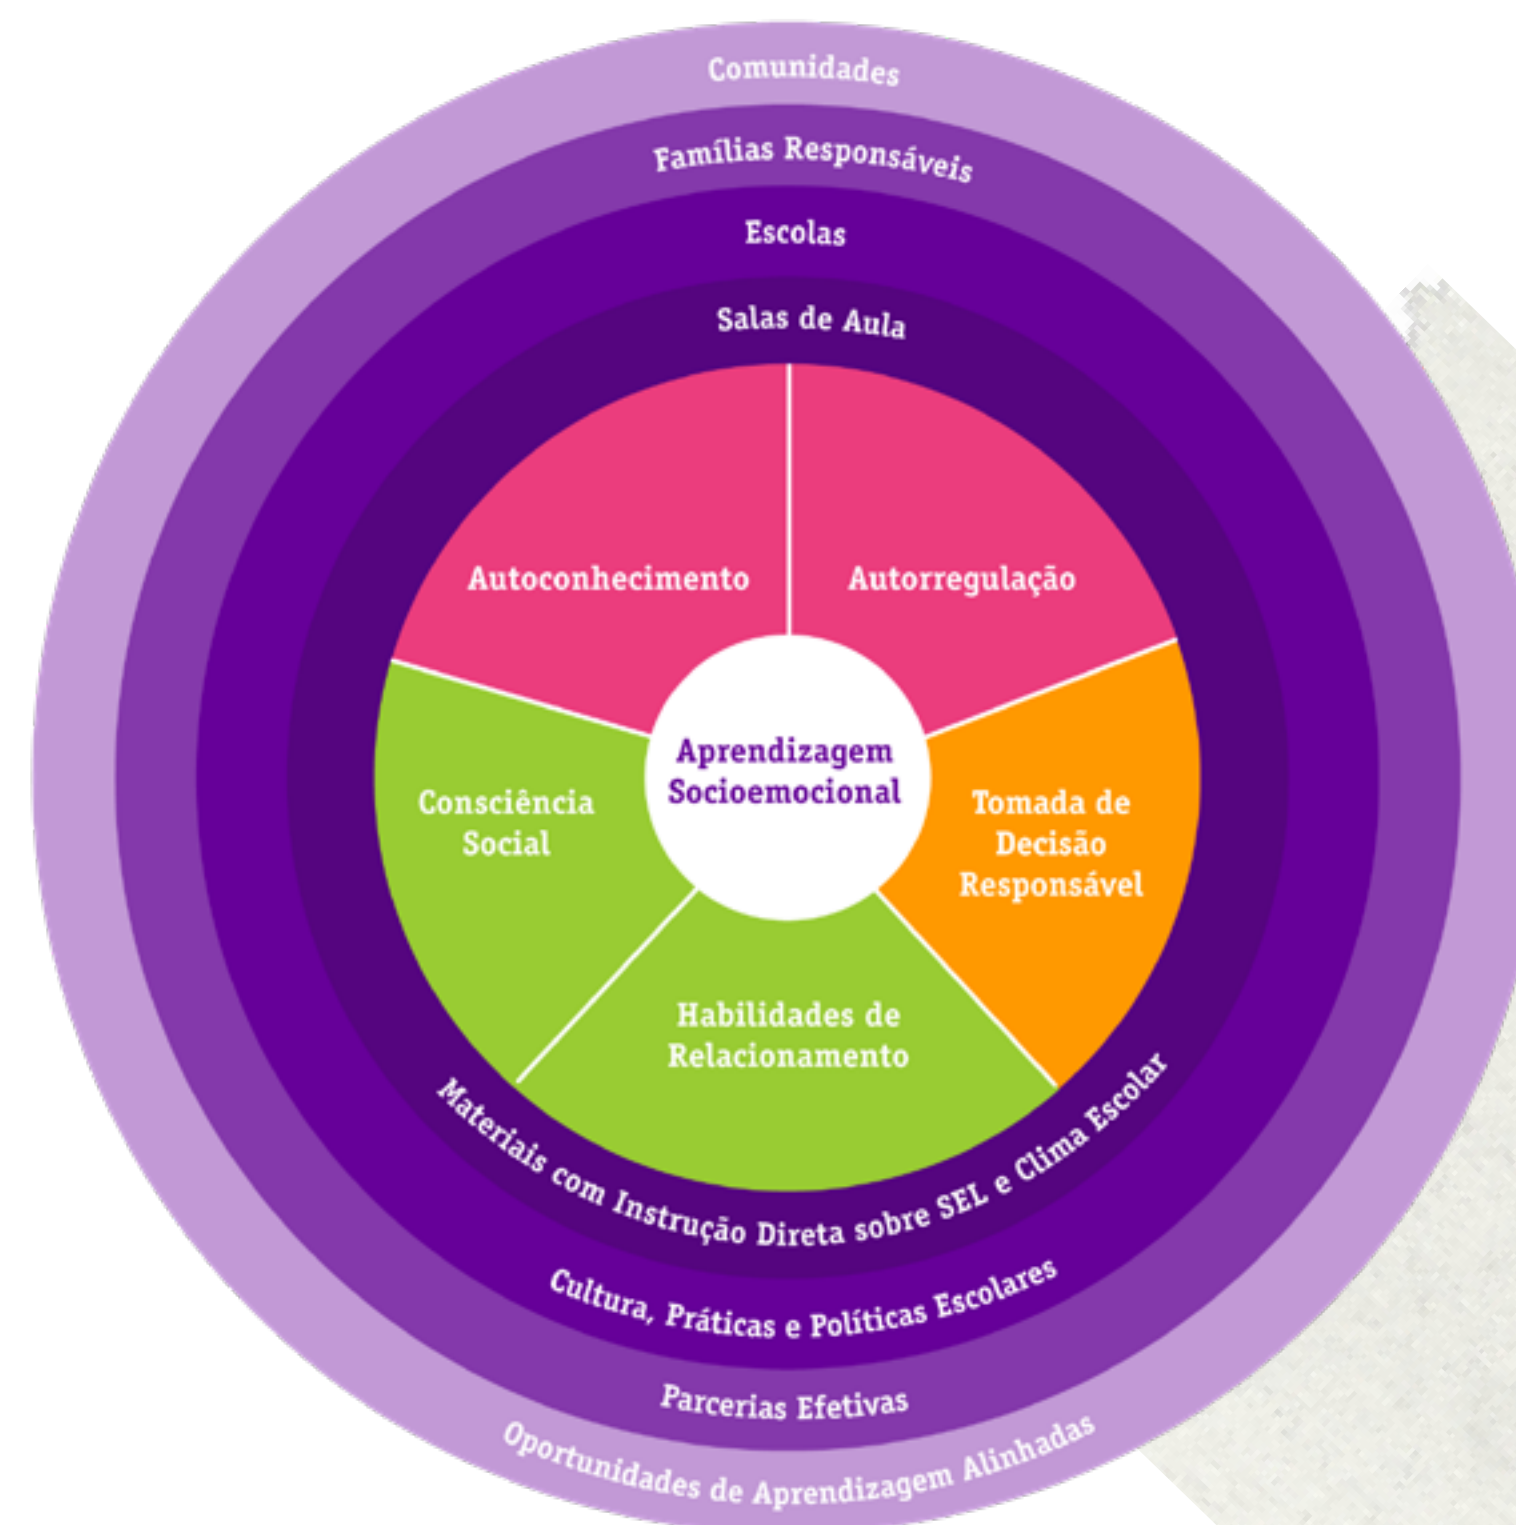 Comunidades
Famílias Responsáveis
Escolas
Salas de Aula
Autoconhecimento
Autorregulação
Aprendizagem
Socioemocional
Consciência
Social
Tomada de
Decisão
Responsável
Habilidades de
Relacionamento
Materiais com Instrução Direta sobre SEL e Clima Escolar
Cultura, Práticas e Políticas Escolares
Parcerias Efetivas
Oportunidades de Aprendizagem Alinhadas